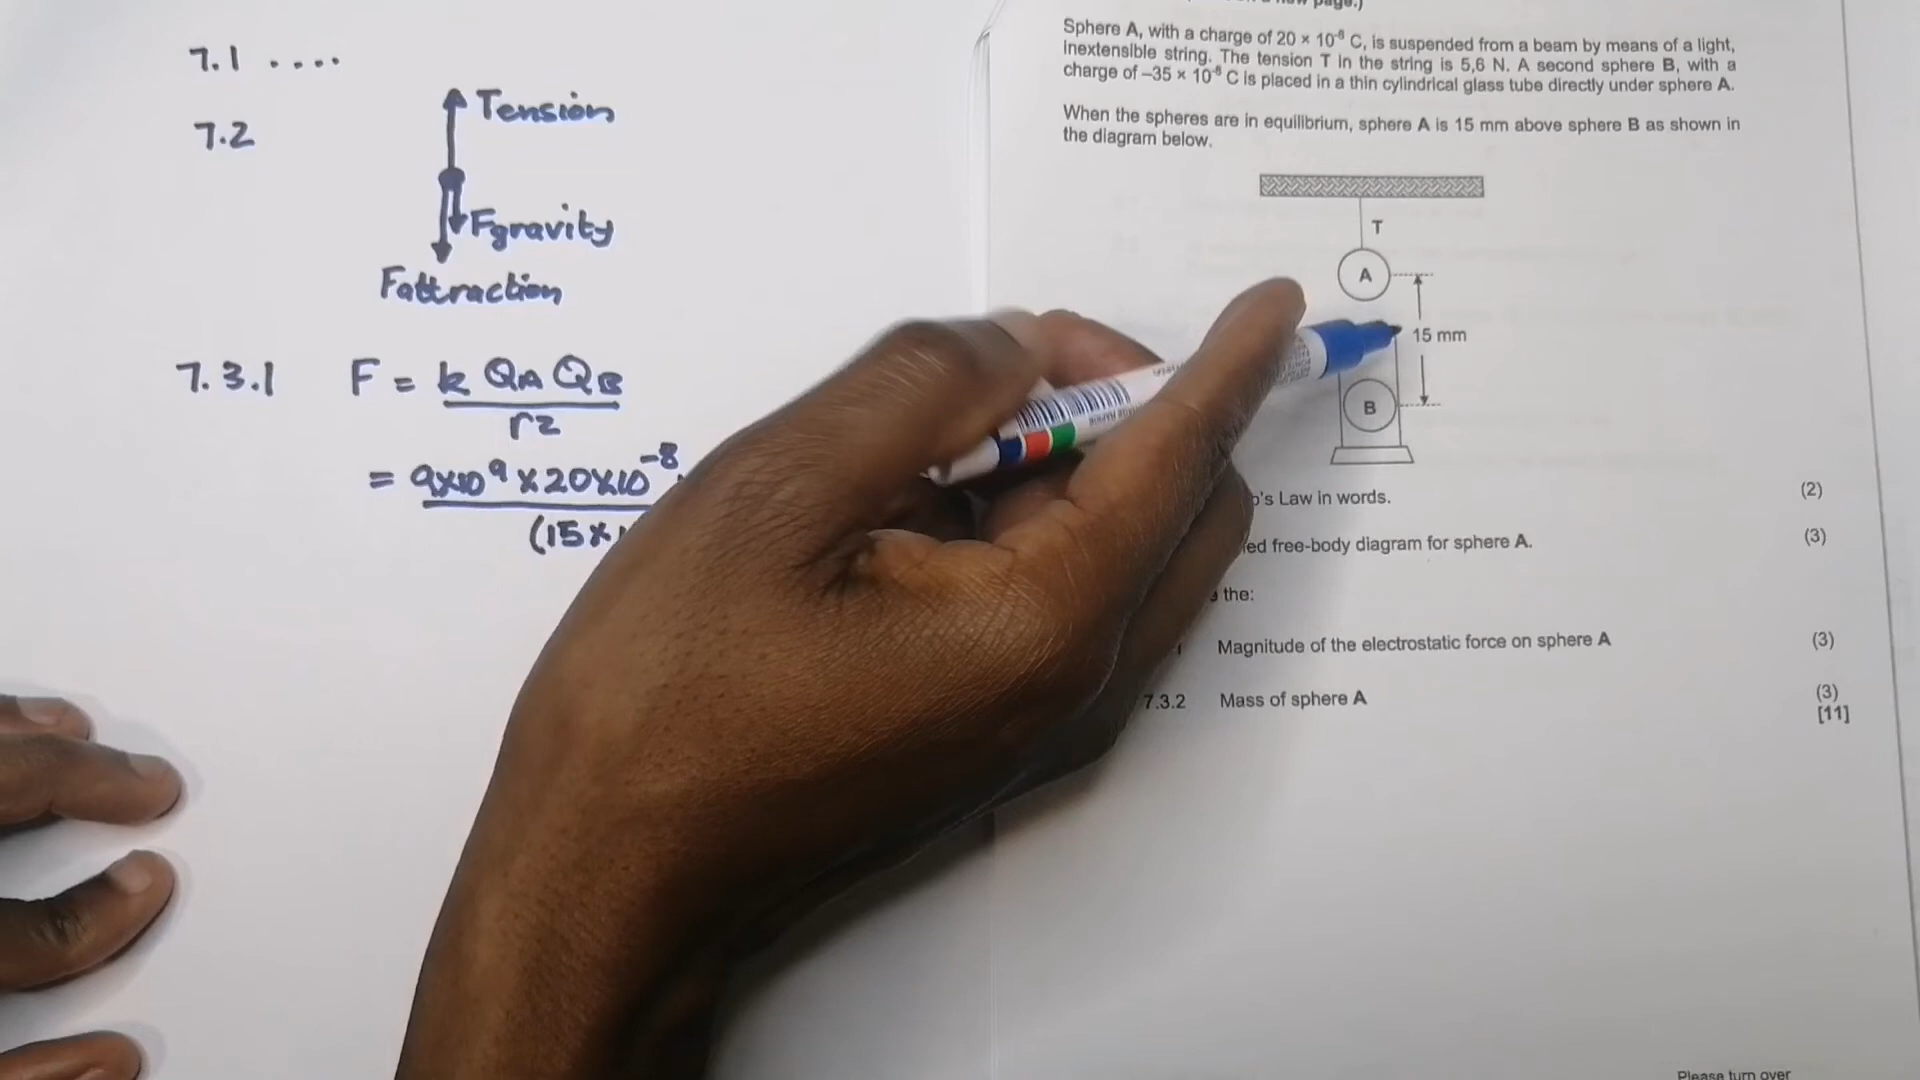 7.1 ....
7.2
Tension
Fgravity
Fattraction
7.3.1 F = k QA QB
r2
= 9x10^9 x 20x10^-8
(15x
page.)
Sphere A, with a charge of 20 × 10^-8 C, is suspended from a beam by means of a light,
inextensible string. The tension T in the string is 5,6 N. A second sphere B, with a
charge of –35 × 10^-8 C is placed in a thin cylindrical glass tube directly under sphere A.
When the spheres are in equilibrium, sphere A is 15 mm above sphere B as shown in
the diagram below.
T
A
15 mm
B
's Law in words. (2)
free-body diagram for sphere A. (3)
the:
Magnitude of the electrostatic force on sphere A (3)
7.3.2 Mass of sphere A (3)
[11]
Please turn over